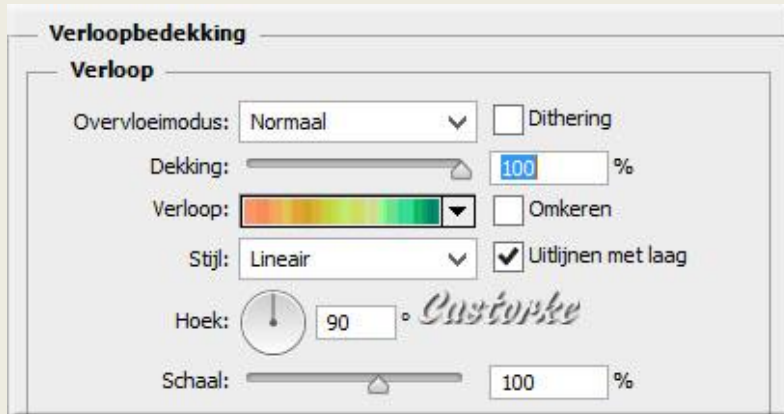 Verloopbedekking
Verloop
Overvloeimodus: Normaal Dithering
Dekking: 100 %
Verloop: Omkeren
Stijl: Lineair Uitlijnen met laag
Hoek: 90 ° Castorke
Schaal: 100 %